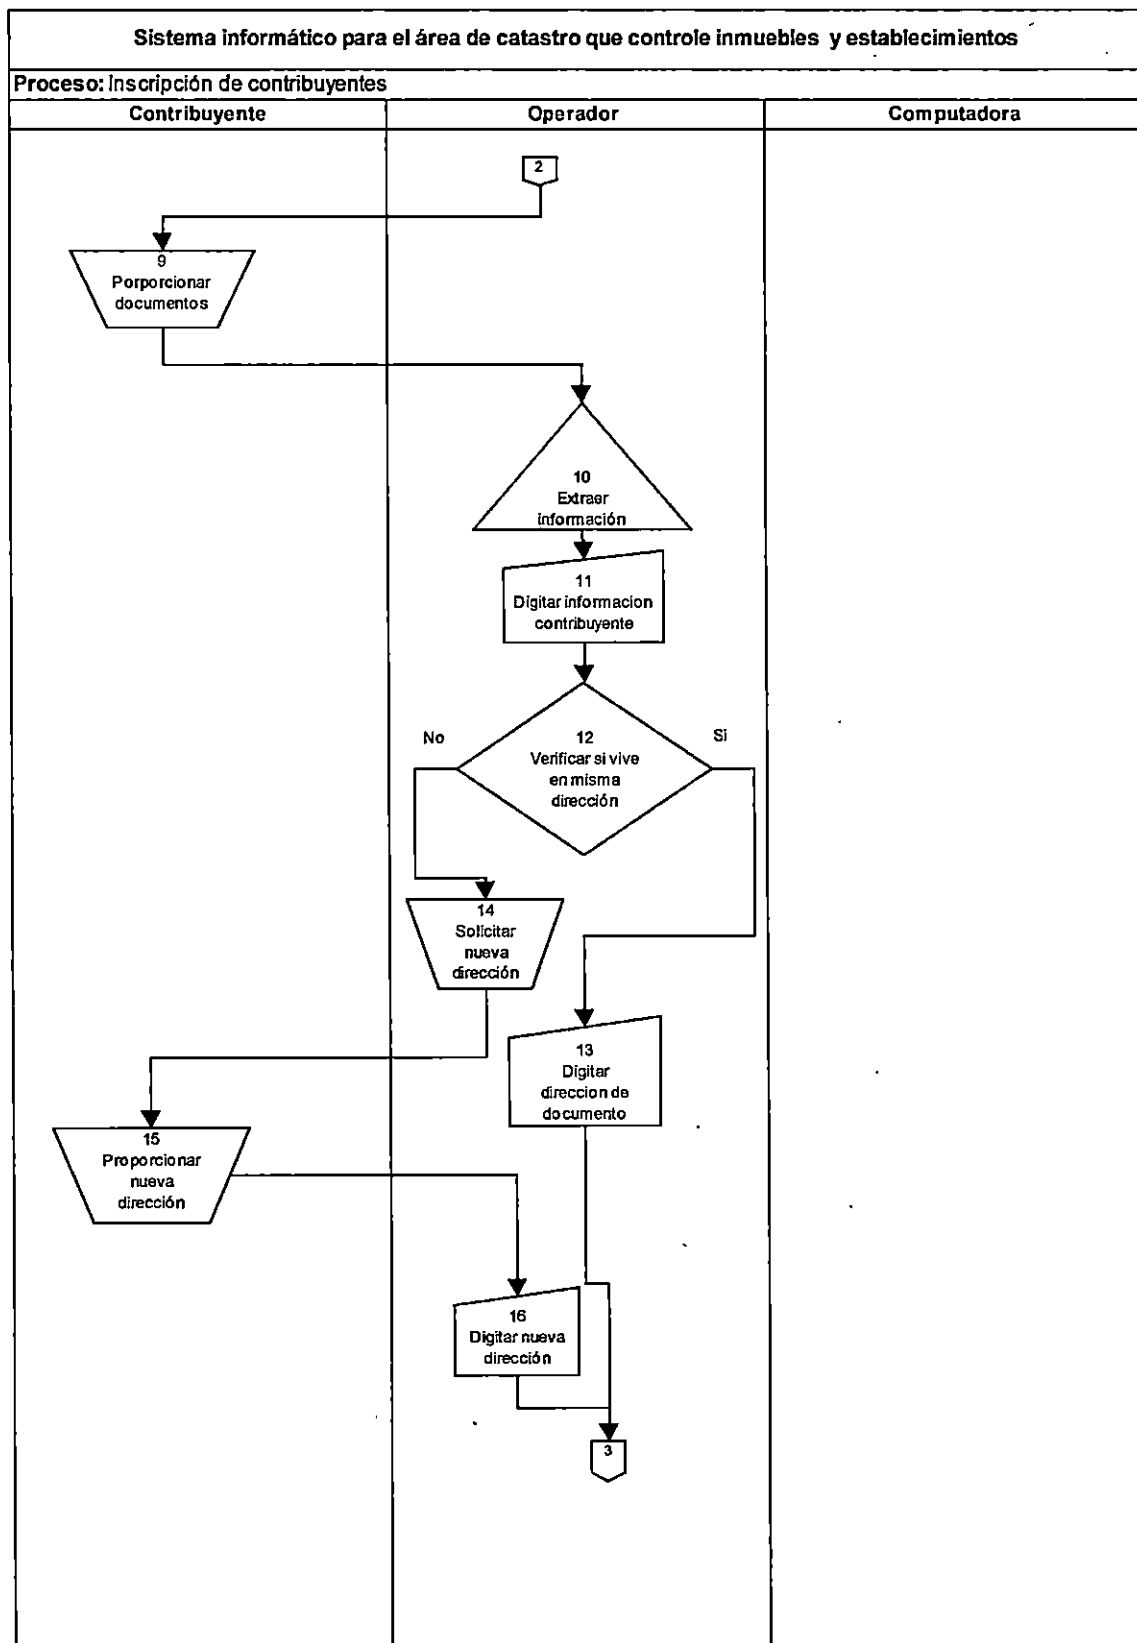 Sistema informático para el área de catastro que controle inmuebles y establecimientos
Proceso: Inscripción de contribuyentes
Contribuyente
Operador
Computadora
2
9
Porporcionar
documentos
10
Extraer
información
11
Digitar informacion
contribuyente
No
12
Verificar si vive
en misma
dirección
Si
14
Solicitar
nueva
dirección
13
Digitar
direccion de
documento
15
Proporcionar
nueva
dirección
16
Digitar nueva
dirección
3